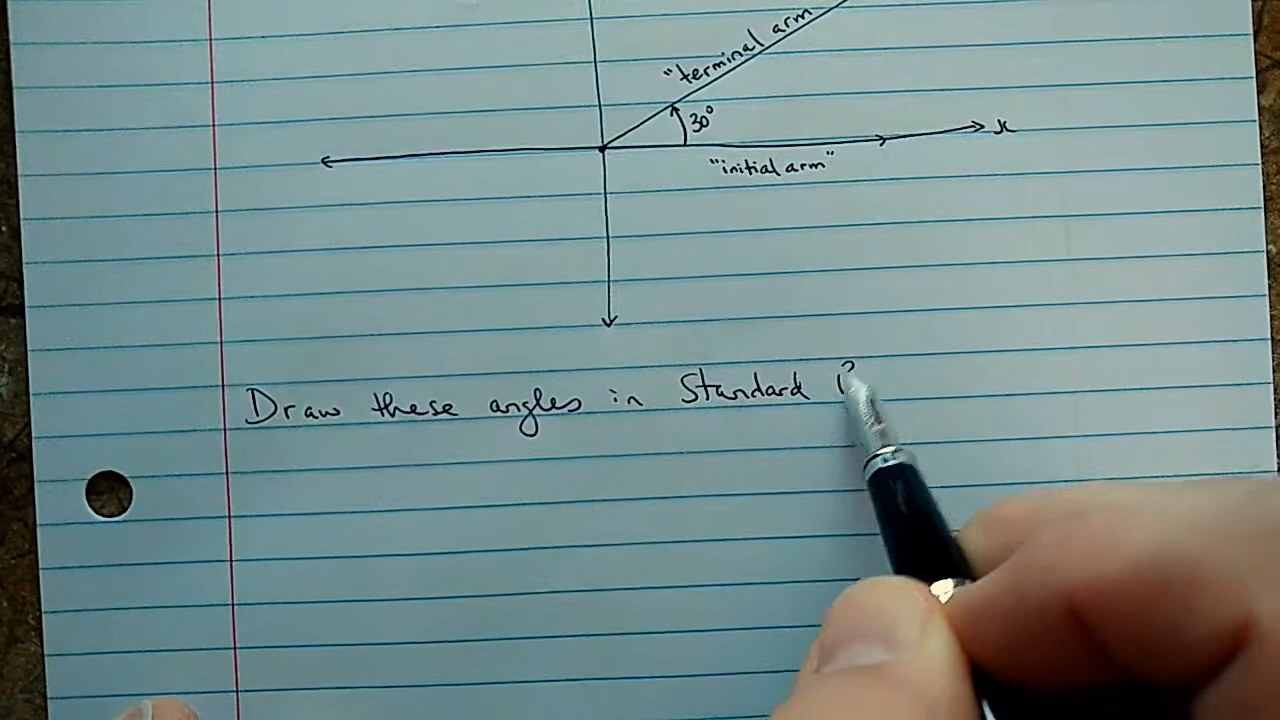 "terminal arm
30°
x
"initial arm"
Draw these angles in Standard P